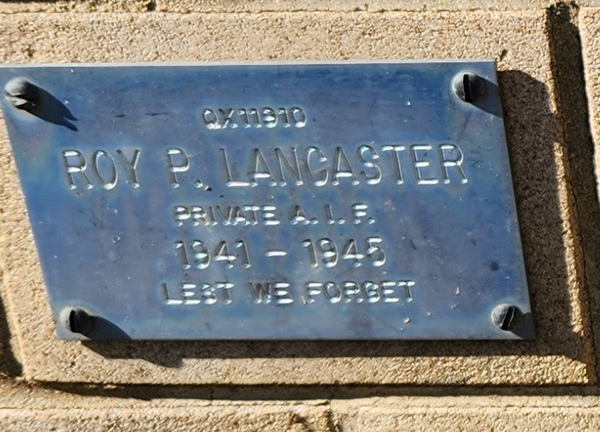 QX11910
ROY P. LANCASTER
PRIVATE A.I.F.
1941 - 1945
LEST WE FORGET